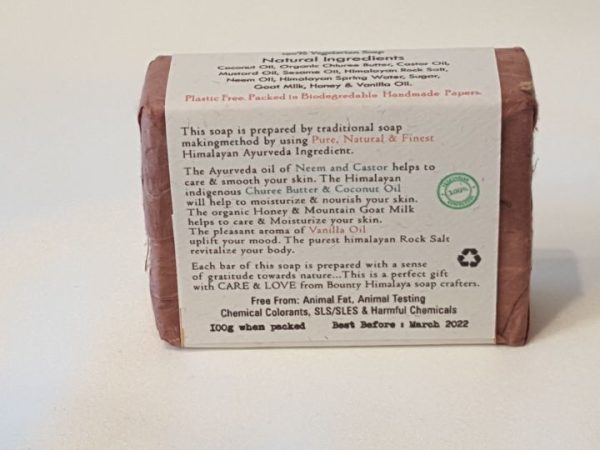 100% Vegetarian Soap
Natural Ingredients
Coconut Oil, Organic Chiuree Butter, Castor Oil,
Mustard Oil, Sesame Oil, Himalayan Rock Salt,
Neem Oil, Himalayan Spring Water, Sugar,
Goat Milk, Honey & Vanilla Oil.
Plastic Free. Packed in Biodegredable Handmade Papers.
This soap is prepared by traditional soap
makingmethod by using Pure, Natural & Finest
Himalayan Ayurveda Ingredient.
The Ayurveda oil of Neem and Castor helps to
care & smooth your skin. The Himalayan
indigenous Churee Butter & Coconut Oil
will help to moisturize & nourish your skin.
The organic Honey & Mountain Goat Milk
helps to care & Moisturize your skin.
The pleasant aroma of Vanilla Oil
uplift your mood. The purest himalayan Rock Salt
revitalize your body.
100%
Each bar of this soap is prepared with a sense
of gratitude towards nature...This is a perfect gift
with CARE & LOVE from Bounty Himalaya soap crafters.
Free From: Animal Fat, Animal Testing
Chemical Colorants, SLS/SLES & Harmful Chemicals
100g when packed Best Before : March 2022